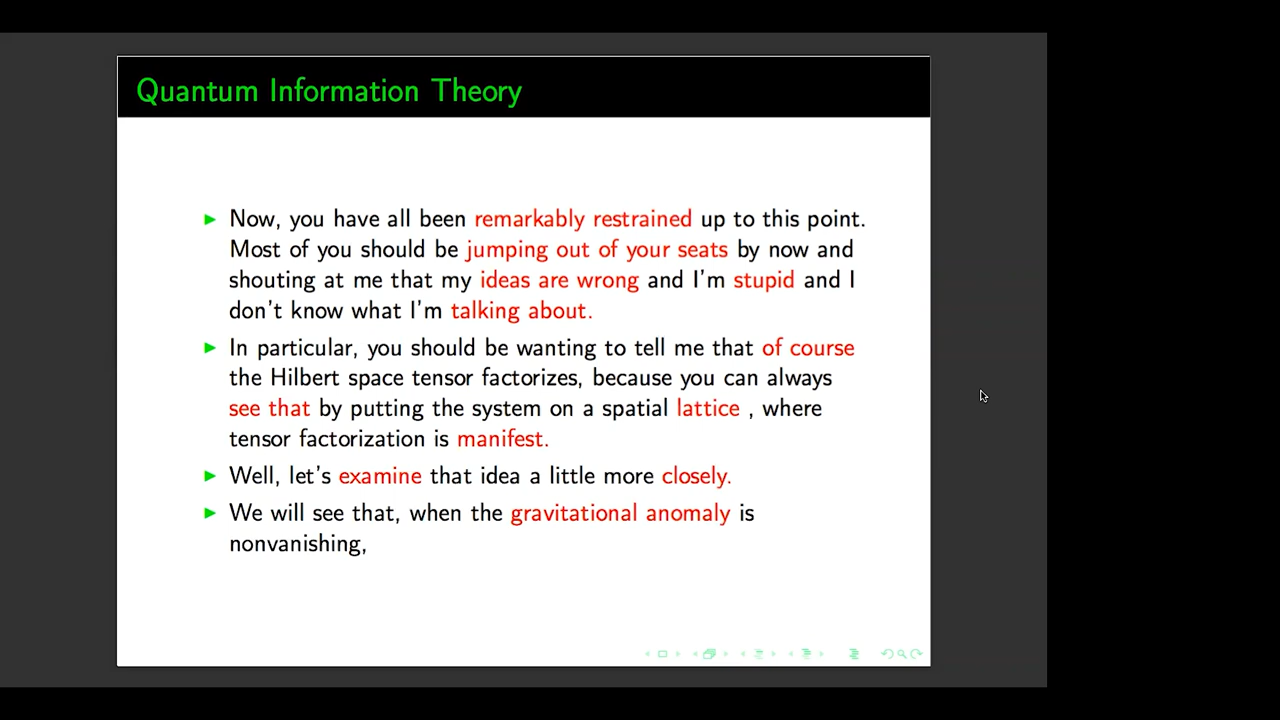 Quantum Information Theory
Now, you have all been remarkably restrained up to this point.
Most of you should be jumping out of your seats by now and
shouting at me that my ideas are wrong and I'm stupid and I
don't know what I'm talking about.
In particular, you should be wanting to tell me that of course
the Hilbert space tensor factorizes, because you can always
see that by putting the system on a spatial lattice , where
tensor factorization is manifest.
Well, let's examine that idea a little more closely.
We will see that, when the gravitational anomaly is
nonvanishing,